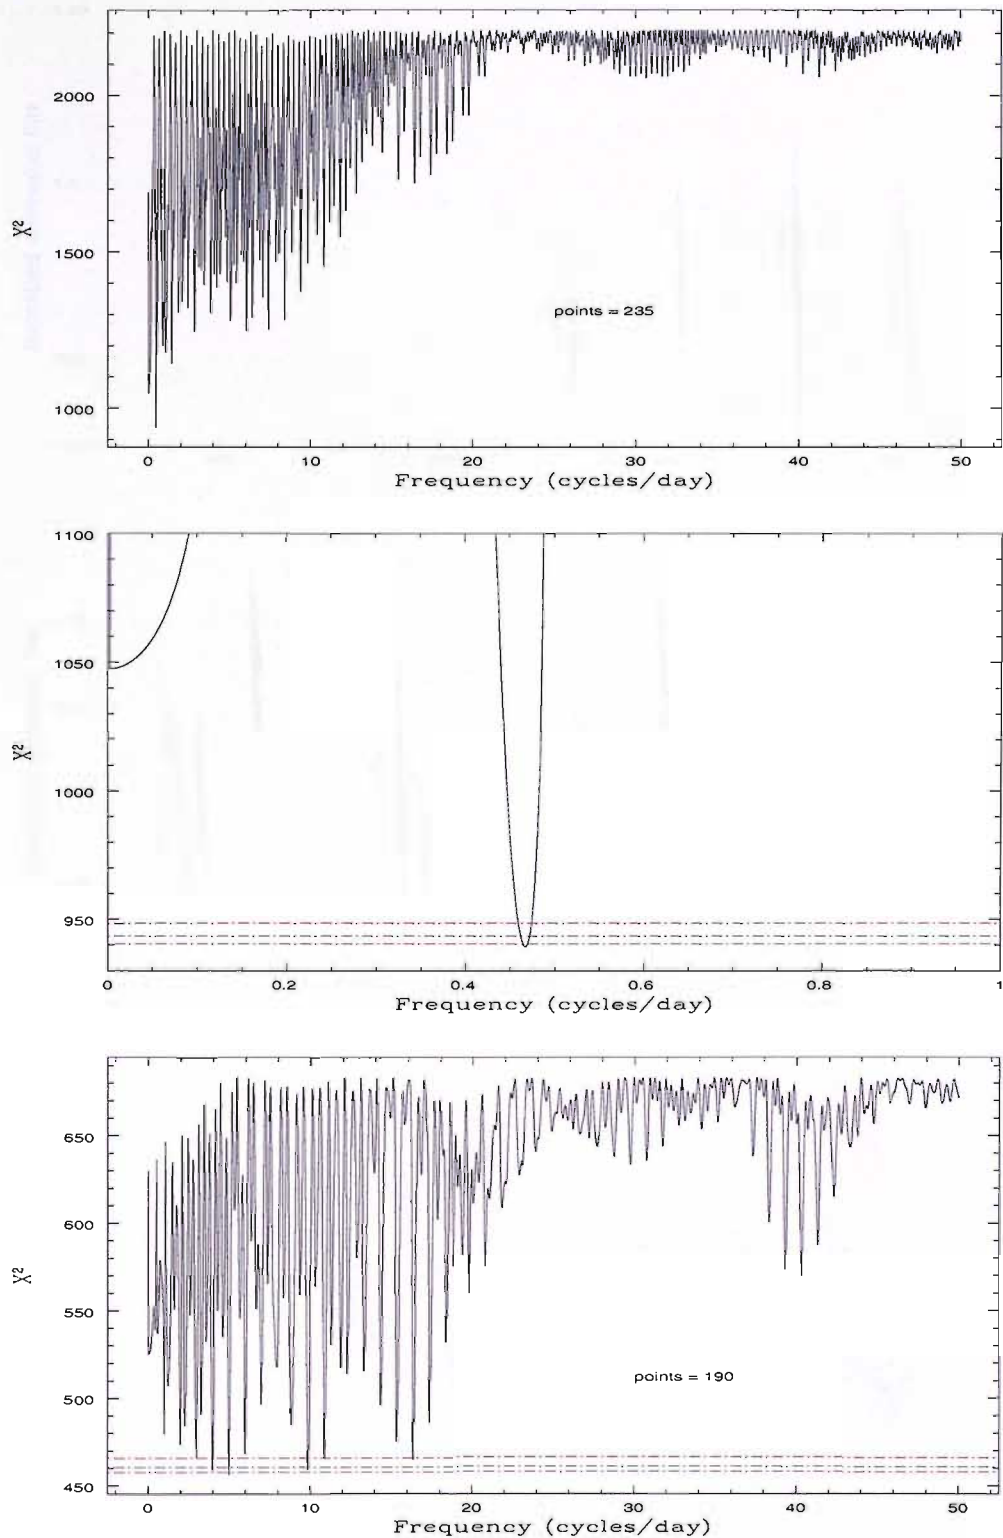 2000
1500
1000
χ²
points = 235
0 10 20 30 40 50
Frequency (cycles/day)
1100
1050
1000
950
χ²
0 0.2 0.4 0.6 0.8 1
Frequency (cycles/day)
650
600
550
500
450
χ²
points = 190
0 10 20 30 40 50
Frequency (cycles/day)